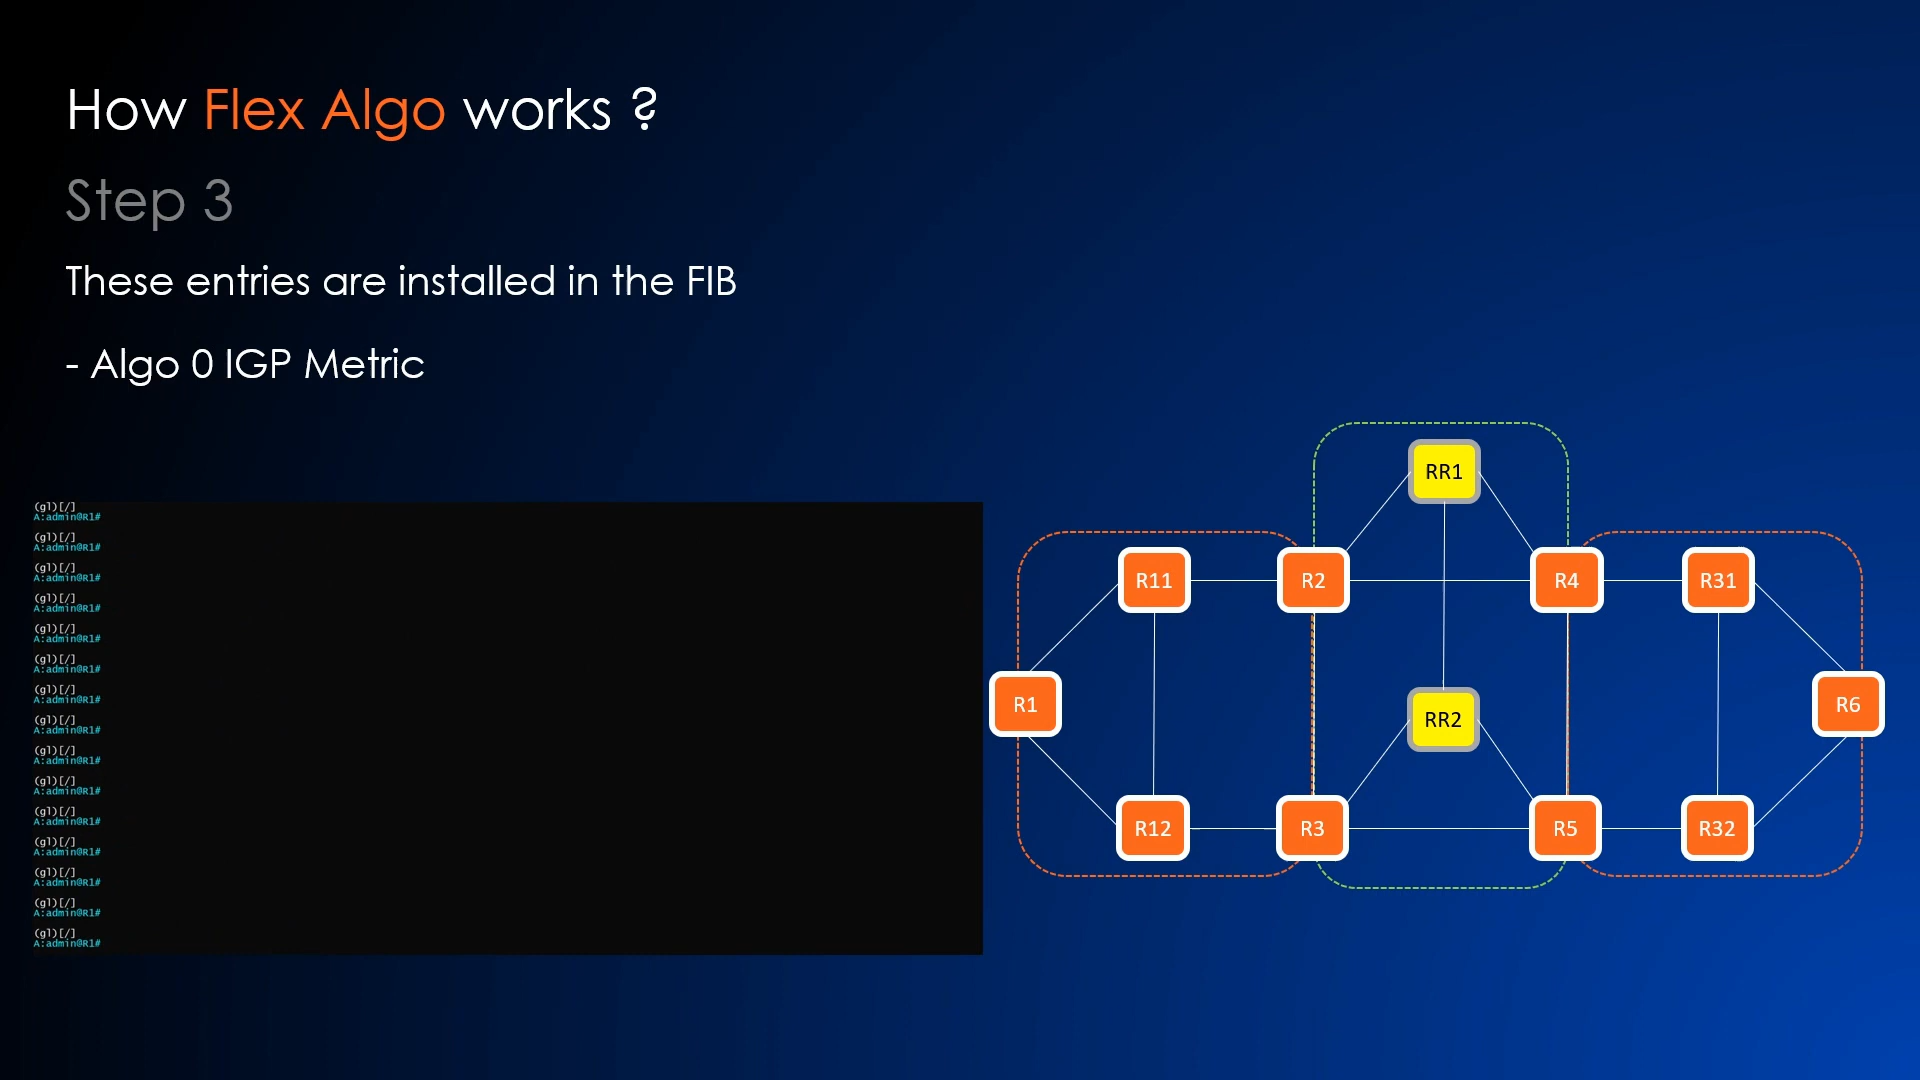 How Flex Algo works ?
Step 3
These entries are installed in the FIB
- Algo 0 IGP Metric
(gl)[/]
A:admin@R1#
(gl)[/]
A:admin@R1#
(gl)[/]
A:admin@R1#
(gl)[/]
A:admin@R1#
(gl)[/]
A:admin@R1#
(gl)[/]
A:admin@R1#
(gl)[/]
A:admin@R1#
(gl)[/]
A:admin@R1#
(gl)[/]
A:admin@R1#
(gl)[/]
A:admin@R1#
(gl)[/]
A:admin@R1#
(gl)[/]
A:admin@R1#
(gl)[/]
A:admin@R1#
(gl)[/]
A:admin@R1#
(gl)[/]
A:admin@R1#
RR1
R11
R2
R4
R31
R1
RR2
R6
R12
R3
R5
R32